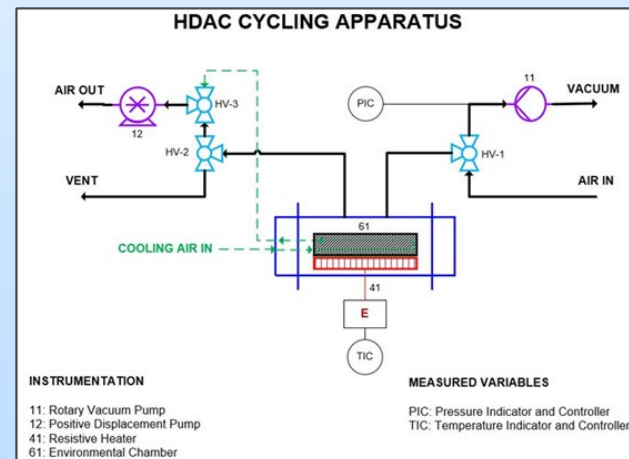 HDAC CYCLING APPARATUS
AIR OUT
HV-3
12
HV-2
VENT
PIC
11
VACUUM
HV-1
AIR IN
61
COOLING AIR IN
41
E
TIC
INSTRUMENTATION
11: Rotary Vacuum Pump
12: Positive Displacement Pump
41: Resistive Heater
61: Environmental Chamber
MEASURED VARIABLES
PIC: Pressure Indicator and Controller
TIC: Temperature Indicator and Controller